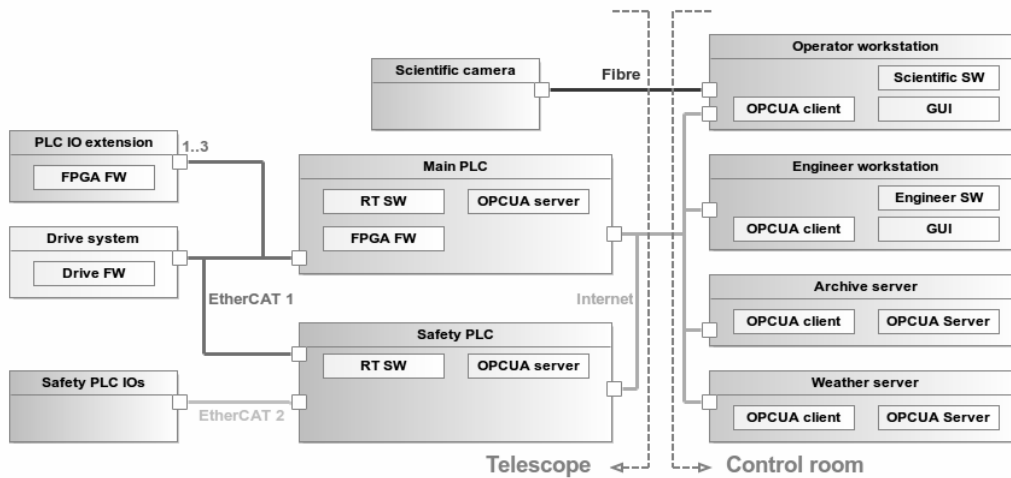 Operator workstation
Scientific camera
Fibre
Scientific SW
OPCUA client
GUI
PLC IO extension
1..3
FPGA FW
Main PLC
RT SW
OPCUA server
FPGA FW
Engineer workstation
Engineer SW
OPCUA client
GUI
Drive system
Drive FW
EtherCAT 1
Internet
Archive server
OPCUA client
OPCUA Server
Safety PLC
RT SW
OPCUA server
Safety PLC IOs
EtherCAT 2
Weather server
OPCUA client
OPCUA Server
Telescope
Control room